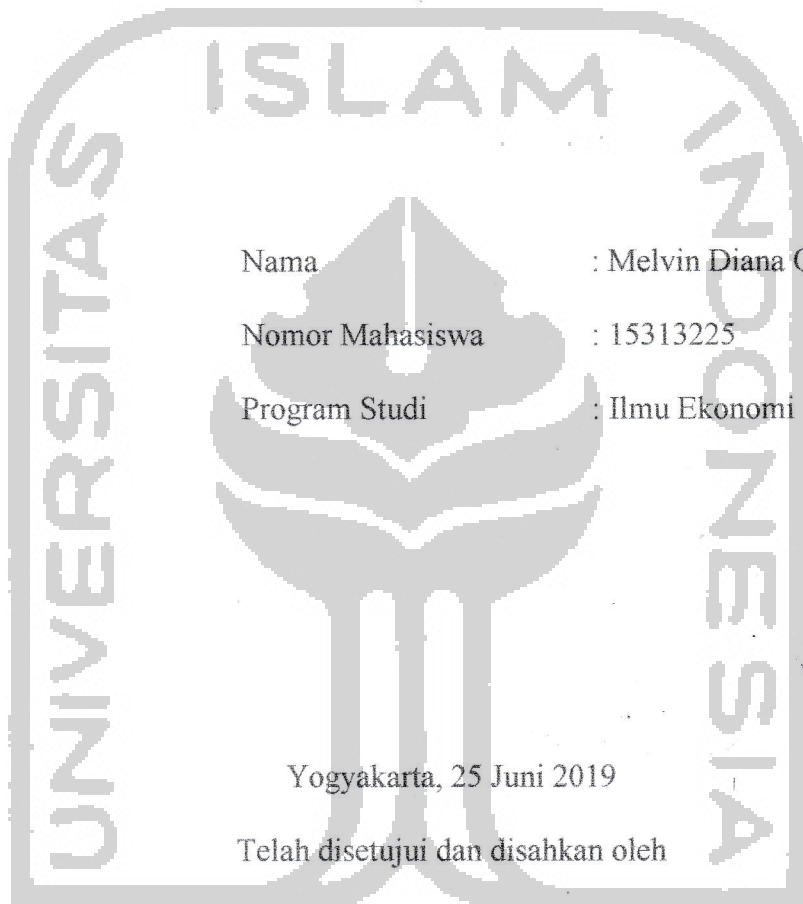 UNIVERSITAS
ISLAM
INDONESIA
Nama : Melvin Diana
Nomor Mahasiswa : 15313225
Program Studi : Ilmu Ekonomi
Yogyakarta, 25 Juni 2019
Telah disetujui dan disahkan oleh